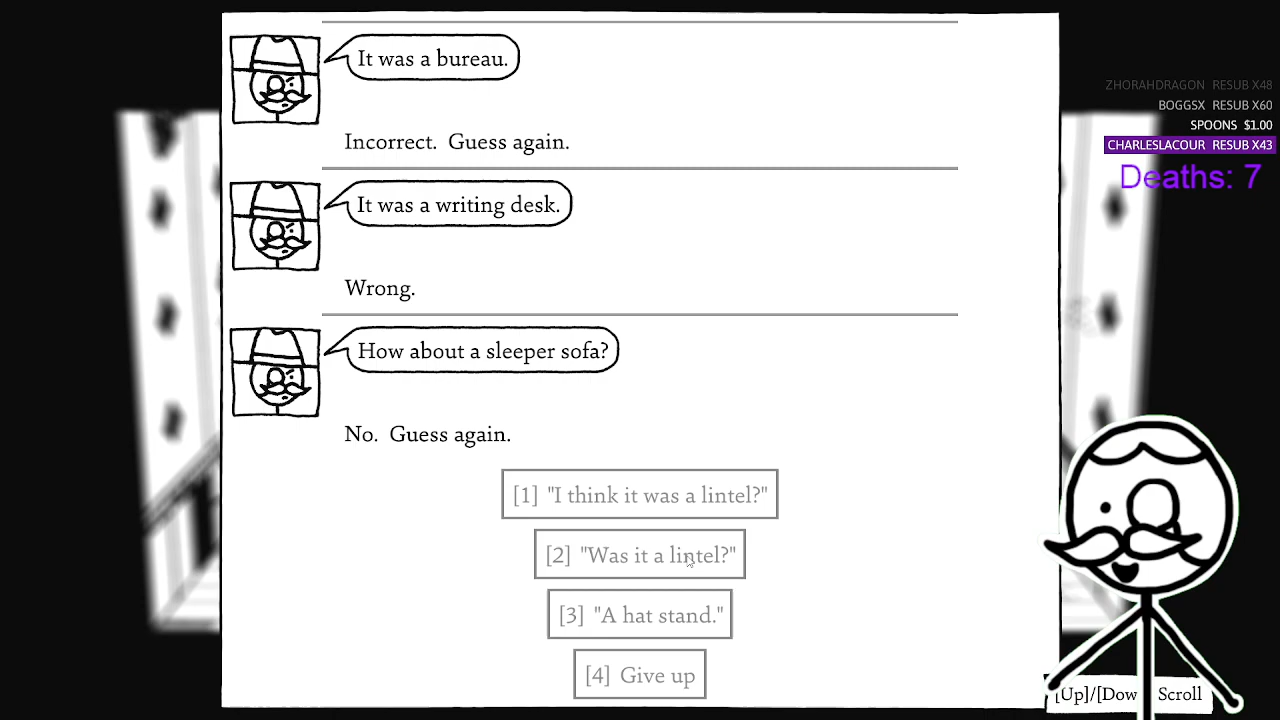 It was a bureau.
Incorrect. Guess again.
It was a writing desk.
Wrong.
How about a sleeper sofa?
No. Guess again.
[1] "I think it was a lintel?"
[2] "Was it a lintel?"
[3] "A hat stand."
[4] Give up
ZHORAHDRAGON RESUB X48
BOGGSX RESUB X60
SPOONS $1.00
CHARLESLACOUR RESUB X43
Deaths: 7
[Up]/[Dow Scroll